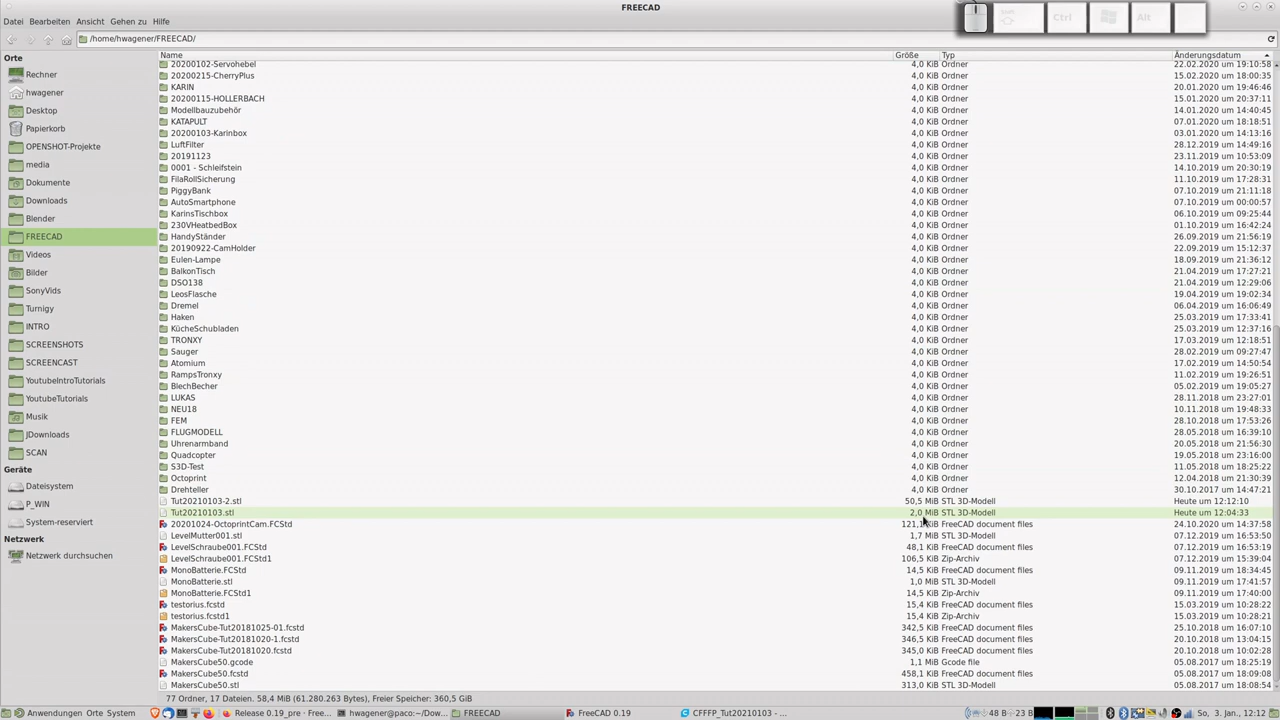 FREECAD
Shift Ctrl Alt
Datei Bearbeiten Ansicht Gehen zu Hilfe
/home/hwagener/FREECAD/
Orte
Rechner
hwagener
Desktop
Papierkorb
OPENSHOT-Projekte
media
Dokumente
Downloads
Blender
FREECAD
Videos
Bilder
SonyVids
Turnigy
INTRO
SCREENSHOTS
SCREENCAST
YoutubeIntroTutorials
YoutubeTutorials
Musik
JDownloads
SCAN
Geräte
Dateisystem
P_WIN
System-reserviert
Netzwerk
Netzwerk durchsuchen
Name Größe Typ Änderungsdatum
20200102-Servohebel 4,0 KiB Ordner 22.02.2020 um 19:10:58
20200215-CherryPlus 4,0 KiB Ordner 15.02.2020 um 18:00:35
KARIN 4,0 KiB Ordner 20.01.2020 um 19:46:46
20200115-HOLLERBACH 4,0 KiB Ordner 15.01.2020 um 20:37:11
Modellbauzubehör 4,0 KiB Ordner 14.01.2020 um 14:40:45
KATAPULT 4,0 KiB Ordner 07.01.2020 um 18:18:51
20200103-Karinbox 4,0 KiB Ordner 03.01.2020 um 14:13:16
LuftFilter 4,0 KiB Ordner 28.12.2019 um 14:49:16
20191123 4,0 KiB Ordner 23.11.2019 um 10:53:09
0001 - Schleifstein 4,0 KiB Ordner 14.10.2019 um 20:30:19
FilaRollSicherung 4,0 KiB Ordner 11.10.2019 um 17:28:31
PiggyBank 4,0 KiB Ordner 07.10.2019 um 21:11:18
AutoSmartphone 4,0 KiB Ordner 07.10.2019 um 00:00:57
KarinsTischbox 4,0 KiB Ordner 06.10.2019 um 09:25:44
230VHeatbedBox 4,0 KiB Ordner 01.10.2019 um 16:42:24
HandyStänder 4,0 KiB Ordner 26.09.2019 um 21:56:19
20190922-CamHolder 4,0 KiB Ordner 22.09.2019 um 15:12:37
Eulen-Lampe 4,0 KiB Ordner 18.09.2019 um 21:36:12
BalkonTisch 4,0 KiB Ordner 21.04.2019 um 17:27:21
DSO138 4,0 KiB Ordner 21.04.2019 um 12:29:06
LeosFlasche 4,0 KiB Ordner 19.04.2019 um 19:02:34
Dremel 4,0 KiB Ordner 06.04.2019 um 16:06:49
Haken 4,0 KiB Ordner 25.03.2019 um 17:33:41
KücheSchubladen 4,0 KiB Ordner 25.03.2019 um 12:37:16
TRONXY 4,0 KiB Ordner 17.03.2019 um 12:18:51
Sauger 4,0 KiB Ordner 28.02.2019 um 09:27:47
Atomium 4,0 KiB Ordner 17.02.2019 um 14:50:54
RampsTronxy 4,0 KiB Ordner 11.02.2019 um 19:26:51
BlechBecher 4,0 KiB Ordner 05.02.2019 um 19:05:27
LUKAS 4,0 KiB Ordner 28.11.2018 um 23:27:01
NEU18 4,0 KiB Ordner 10.11.2018 um 19:48:33
FEM 4,0 KiB Ordner 28.10.2018 um 17:53:26
FLUGMODELL 4,0 KiB Ordner 28.05.2018 um 16:39:10
Uhrenarmband 4,0 KiB Ordner 20.05.2018 um 21:56:30
Quadcopter 4,0 KiB Ordner 19.05.2018 um 23:16:00
S3D-Test 4,0 KiB Ordner 11.05.2018 um 18:25:22
Octoprint 4,0 KiB Ordner 12.04.2018 um 21:30:39
Drehteller 4,0 KiB Ordner 30.10.2017 um 14:47:21
Tut20210103-2.stl 50,5 MiB STL 3D-Modell Heute um 12:12:10
Tut20210103.stl 2,0 MiB STL 3D-Modell Heute um 12:04:33
20201024-OctoprintCam.FCStd KiB FreeCAD document files 24.10.2020 um 14:37:58
LevelMutter001.stl 1,7 MiB STL 3D-Modell 07.12.2019 um 16:53:50
LevelSchraube001.FCStd 48,1 KiB FreeCAD document files 07.12.2019 um 16:53:19
LevelSchraube001.FCStd1 106,5 KiB Zip-Archiv 07.12.2019 um 15:39:04
MonoBatterie.FCStd 14,5 KiB FreeCAD document files 09.11.2019 um 18:34:45
MonoBatterie.stl 1,0 MiB STL 3D-Modell 09.11.2019 um 17:41:57
MonoBatterie.FCStd1 14,5 KiB Zip-Archiv 09.11.2019 um 17:40:00
testorius.fcstd 15,4 KiB FreeCAD document files 15.03.2019 um 10:28:22
testorius.fcstd1 15,4 KiB Zip-Archiv 15.03.2019 um 10:28:21
MakersCube-Tut20181025-01.fcstd 342,5 KiB FreeCAD document files 25.10.2018 um 16:07:10
MakersCube-Tut20181020-1.fcstd 346,5 KiB FreeCAD document files 20.10.2018 um 13:04:15
MakersCube-Tut20181020.fcstd 345,0 KiB FreeCAD document files 20.10.2018 um 10:02:28
MakersCube50.gcode 1,1 MiB Gcode file 05.08.2017 um 18:25:19
MakersCube50.fcstd 458,1 KiB FreeCAD document files 05.08.2017 um 18:09:08
MakersCube50.stl 313,0 KiB STL 3D-Modell 05.08.2017 um 18:08:54
77 Ordner, 17 Dateien. 58,4 MiB (61.280.263 Bytes), Freier Speicher: 360,5 GiB
Anwendungen Orte System Release 0.19_pre · Free... hwagener@paco:~/Dow... FREECAD FreeCAD 0.19 CFFFP_Tut20210103 - ... 48 B 23 B So, 3. Jan., 12:12